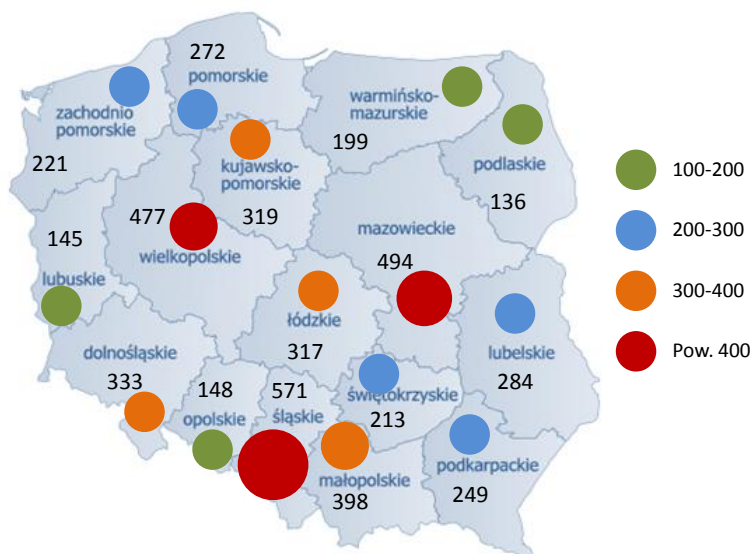 272
pomorskie
zachodnio
pomorskie
221
warmińsko-
mazurskie
199
podlaskie
136
kujawsko-
pomorskie
319
477
wielkopolskie
145
lubuskie
mazowieckie
494
łódzkie
317
lubelskie
284
dolnośląskie
333
148
opolskie
571
śląskie
świętokrzyskie
213
małopolskie
398
podkarpackie
249
100-200
200-300
300-400
Pow. 400